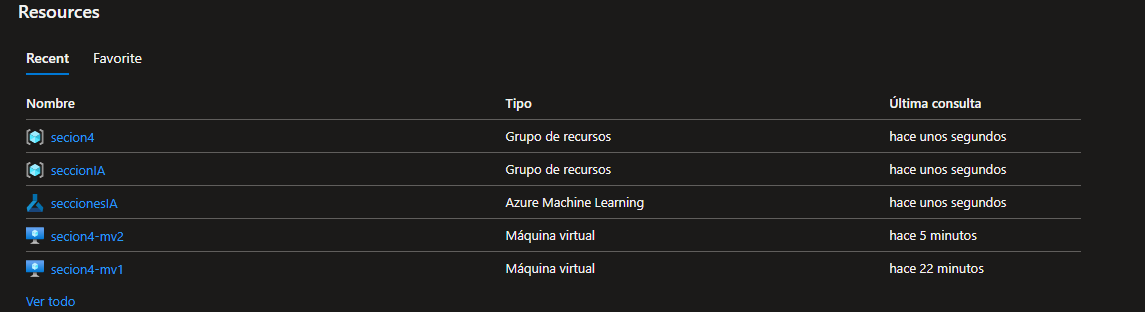 Resources
Recent Favorite
Nombre Tipo Última consulta
secion4 Grupo de recursos hace unos segundos
seccionIA Grupo de recursos hace unos segundos
seccionesIA Azure Machine Learning hace unos segundos
secion4-mv2 Máquina virtual hace 5 minutos
secion4-mv1 Máquina virtual hace 22 minutos
Ver todo